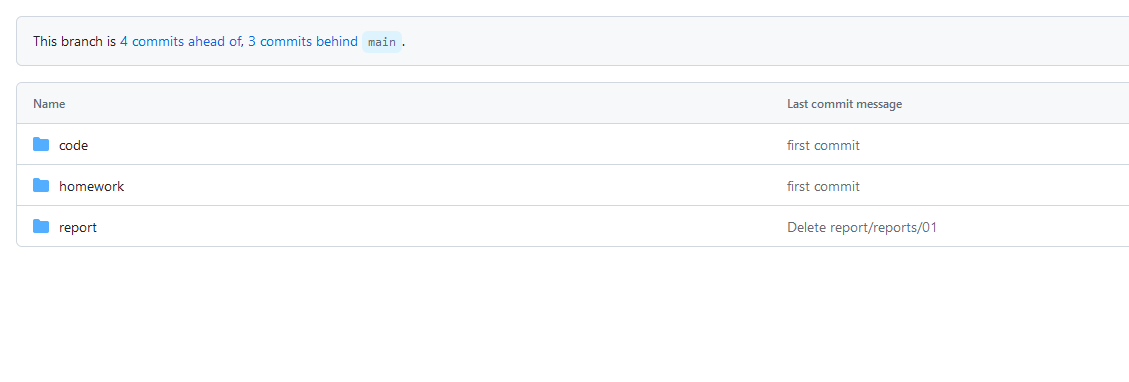 This branch is 4 commits ahead of, 3 commits behind main.
Name Last commit message
code first commit
homework first commit
report Delete report/reports/01